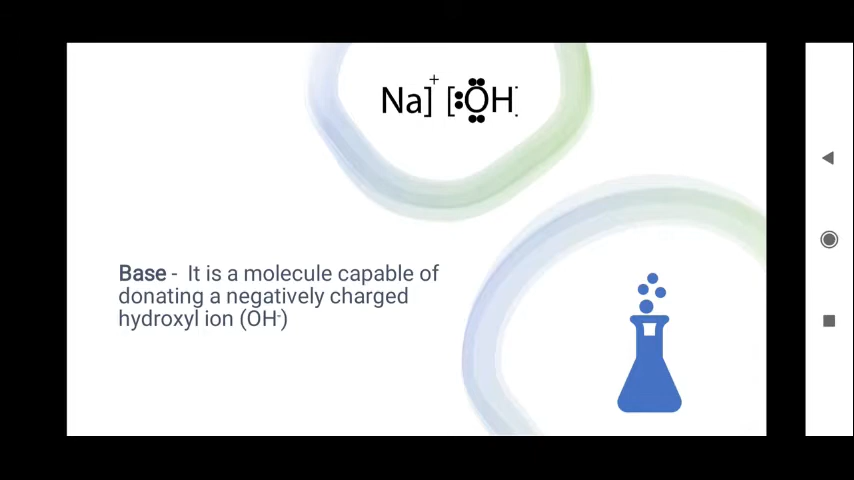 Na]⁺ [:ÖH
Base - It is a molecule capable of
donating a negatively charged
hydroxyl ion (OH⁻)